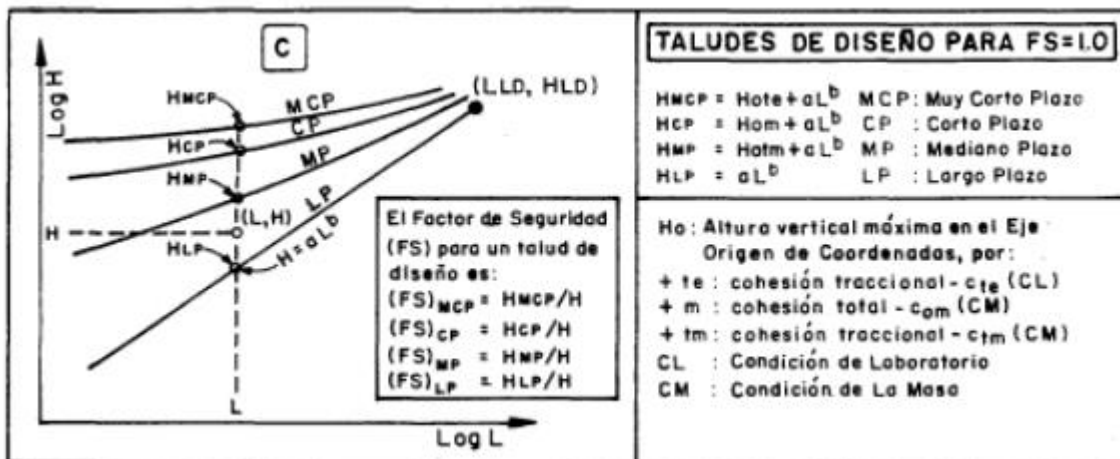 C
Log H
(LLD, HLD)
HMCP
MCP
HCP
CP
HMP
MP
LP
(L,H)
H
HLP
H=aL^b
L
Log L
El Factor de Seguridad
(FS) para un talud de
diseño es:
(FS)MCP = HMCP/H
(FS)CP = HCP/H
(FS)MP = HMP/H
(FS)LP = HLP/H
TALUDES DE DISEÑO PARA FS=1.0
HMCP = Hote+aL^b MCP: Muy Corto Plazo
HCP = Hom+aL^b CP : Corto Plazo
HMP = Hotm+aL^b MP : Mediano Plazo
HLP = aL^b LP : Largo Plazo
Ho: Altura vertical máxima en el Eje
Origen de Coordenadas, por:
+ te : cohesión traccional - cte (CL)
+ m : cohesión total - com (CM)
+ tm: cohesión traccional - ctm (CM)
CL : Condición de Laboratorio
CM : Condición de La Masa